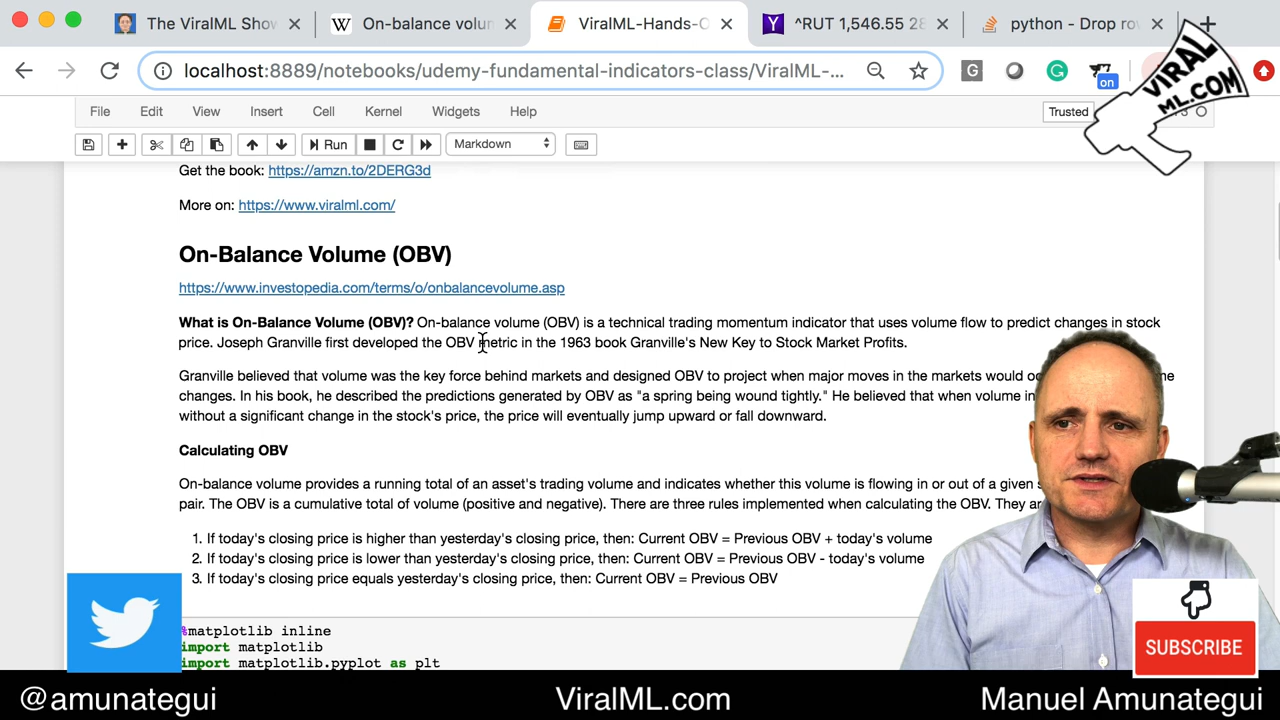 The ViralML Show
On-balance volum
ViralML-Hands-O
^RUT 1,546.55 28
python - Drop ro
localhost:8889/notebooks/udemy-fundamental-indicators-class/ViralML-...
on
VIRAL
ML.COM
File Edit View Insert Cell Kernel Widgets Help
Trusted
Run
Markdown
Get the book: https://amzn.to/2DERG3d
More on: https://www.viralml.com/
On-Balance Volume (OBV)
https://www.investopedia.com/terms/o/onbalancevolume.asp
What is On-Balance Volume (OBV)? On-balance volume (OBV) is a technical trading momentum indicator that uses volume flow to predict changes in stock
price. Joseph Granville first developed the OBV metric in the 1963 book Granville's New Key to Stock Market Profits.
Granville believed that volume was the key force behind markets and designed OBV to project when major moves in the markets would
changes. In his book, he described the predictions generated by OBV as "a spring being wound tightly." He believed that when volume
without a significant change in the stock's price, the price will eventually jump upward or fall downward.
Calculating OBV
On-balance volume provides a running total of an asset's trading volume and indicates whether this volume is flowing in or out of a given
pair. The OBV is a cumulative total of volume (positive and negative). There are three rules implemented when calculating the OBV. They
1. If today's closing price is higher than yesterday's closing price, then: Current OBV = Previous OBV + today's volume
2. If today's closing price is lower than yesterday's closing price, then: Current OBV = Previous OBV - today's volume
3. If today's closing price equals yesterday's closing price, then: Current OBV = Previous OBV
%matplotlib inline
import matplotlib
import matplotlib.pyplot as plt
SUBSCRIBE
@amunategui
ViralML.com
Manuel Amunategui